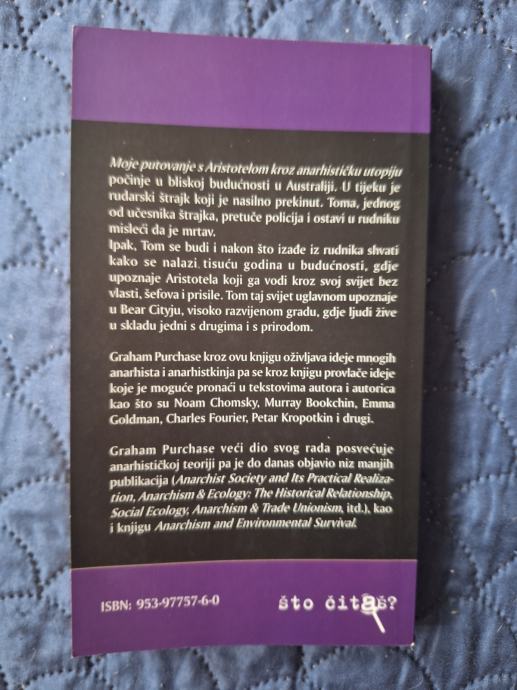 Moje putovanje s Aristotelom kroz anarhističku utopiju
počinje u bliskoj budućnosti u Australiji. U tijeku je
rudarski štrajk koji je nasilno prekinut. Toma, jednog
od učesnika štrajka, pretuče policija i ostavi u rudniku
misleći da je mrtav.
Ipak, Tom se budi i nakon što izađe iz rudnika shvati
kako se nalazi tisuću godina u budućnosti, gdje
upoznaje Aristotela koji ga vodi kroz svoj svijet bez
vlasti, šefova i prisile. Tom taj svijet uglavnom upoznaje
u Bear Cityju, visoko razvijenom gradu, gdje ljudi žive
u skladu jedni s drugima i s prirodom.
Graham Purchase kroz ovu knjigu oživljava ideje mnogih
anarhista i anarhistkinja pa se kroz knjigu provlače ideje
koje je moguće pronaći u tekstovima autora i autorica
kao što su Noam Chomsky, Murray Bookchin, Emma
Goldman, Charles Fourier, Petar Kropotkin i drugi.
Graham Purchase veći dio svog rada posvećuje
anarhističkoj teoriji pa je do danas objavio niz manjih
publikacija (Anarchist Society and Its Practical Realiza-
tion, Anarchism & Ecology: The Historical Relationship,
Social Ecology, Anarchism & Trade Unionism, itd.), kao
i knjigu Anarchism and Environmental Survival.
ISBN: 953-97757-6-0
što čitaš?